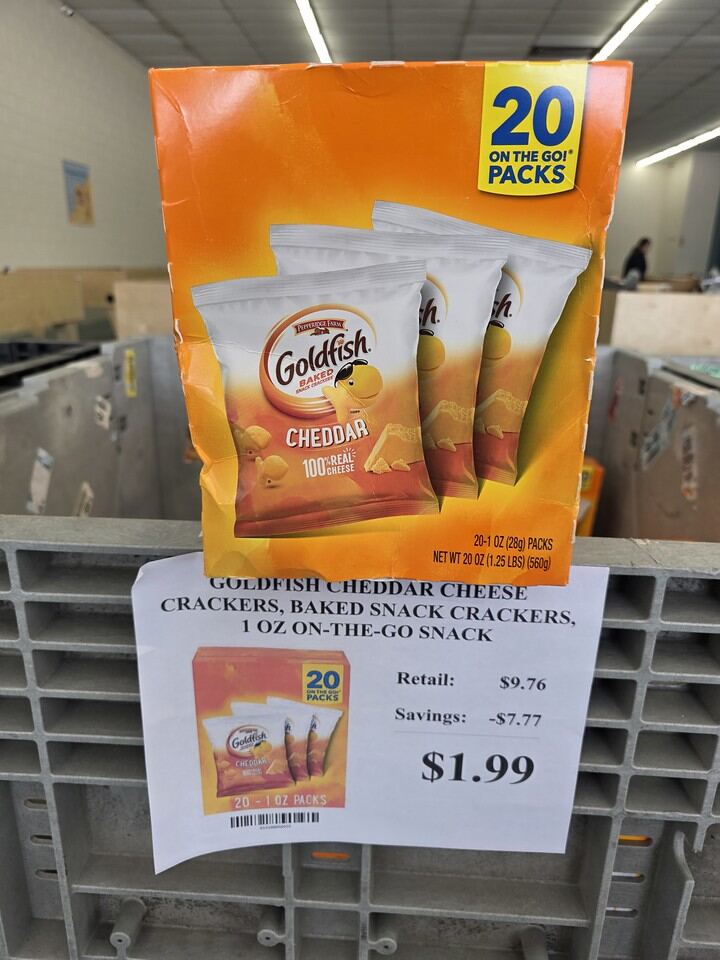 20
ON THE GO!®
PACKS
PEPPERIDGE FARM
Goldfish.
BAKED
SNACK CRACKERS
CHEDDAR
100% REAL
CHEESE
h.
sh.
20-1 OZ (28g) PACKS
NET WT 20 OZ (1.25 LBS) (560g)
GOLDFISH CHEDDAR CHEESE
CRACKERS, BAKED SNACK CRACKERS,
1 OZ ON-THE-GO SNACK
20
ON THE GO!
PACKS
Goldfish
CHEDDAR
20 - 1 OZ PACKS
Retail: $9.76
Savings: -$7.77
$1.99